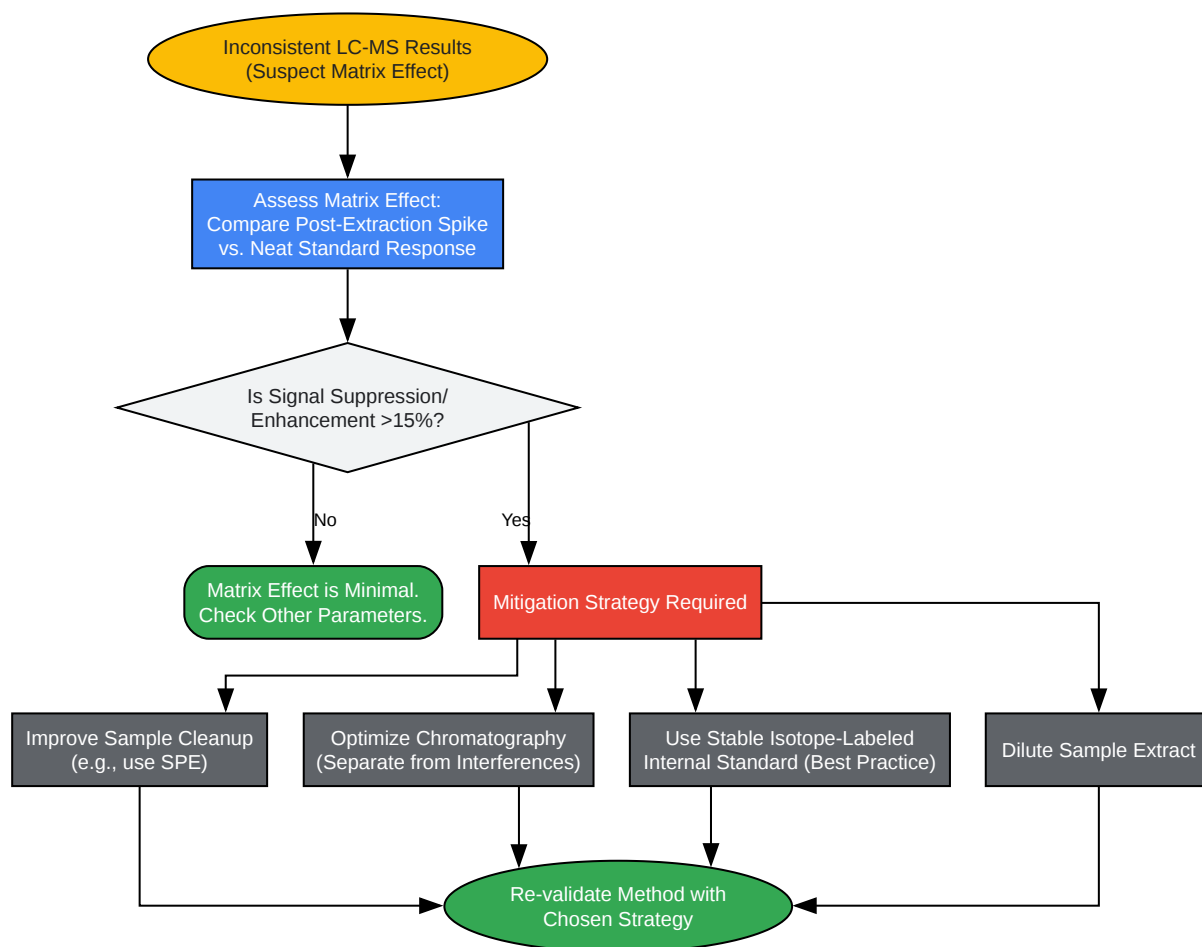 Inconsistent LC-MS Results
(Suspect Matrix Effect)
Assess Matrix Effect:
Compare Post-Extraction Spike
vs. Neat Standard Response
Is Signal Suppression/
Enhancement >15%?
No
Yes
Matrix Effect is Minimal.
Check Other Parameters.
Mitigation Strategy Required
Improve Sample Cleanup
(e.g., use SPE)
Optimize Chromatography
(Separate from Interferences)
Use Stable Isotope-Labeled
Internal Standard (Best Practice)
Dilute Sample Extract
Re-validate Method with
Chosen Strategy